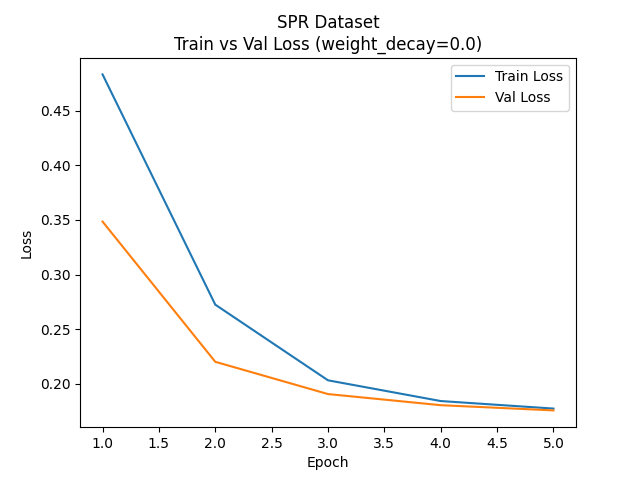 SPR Dataset
Train vs Val Loss (weight_decay=0.0)
Train Loss
Val Loss
0.45
0.40
0.35
0.30
0.25
0.20
Loss
1.0 1.5 2.0 2.5 3.0 3.5 4.0 4.5 5.0
Epoch